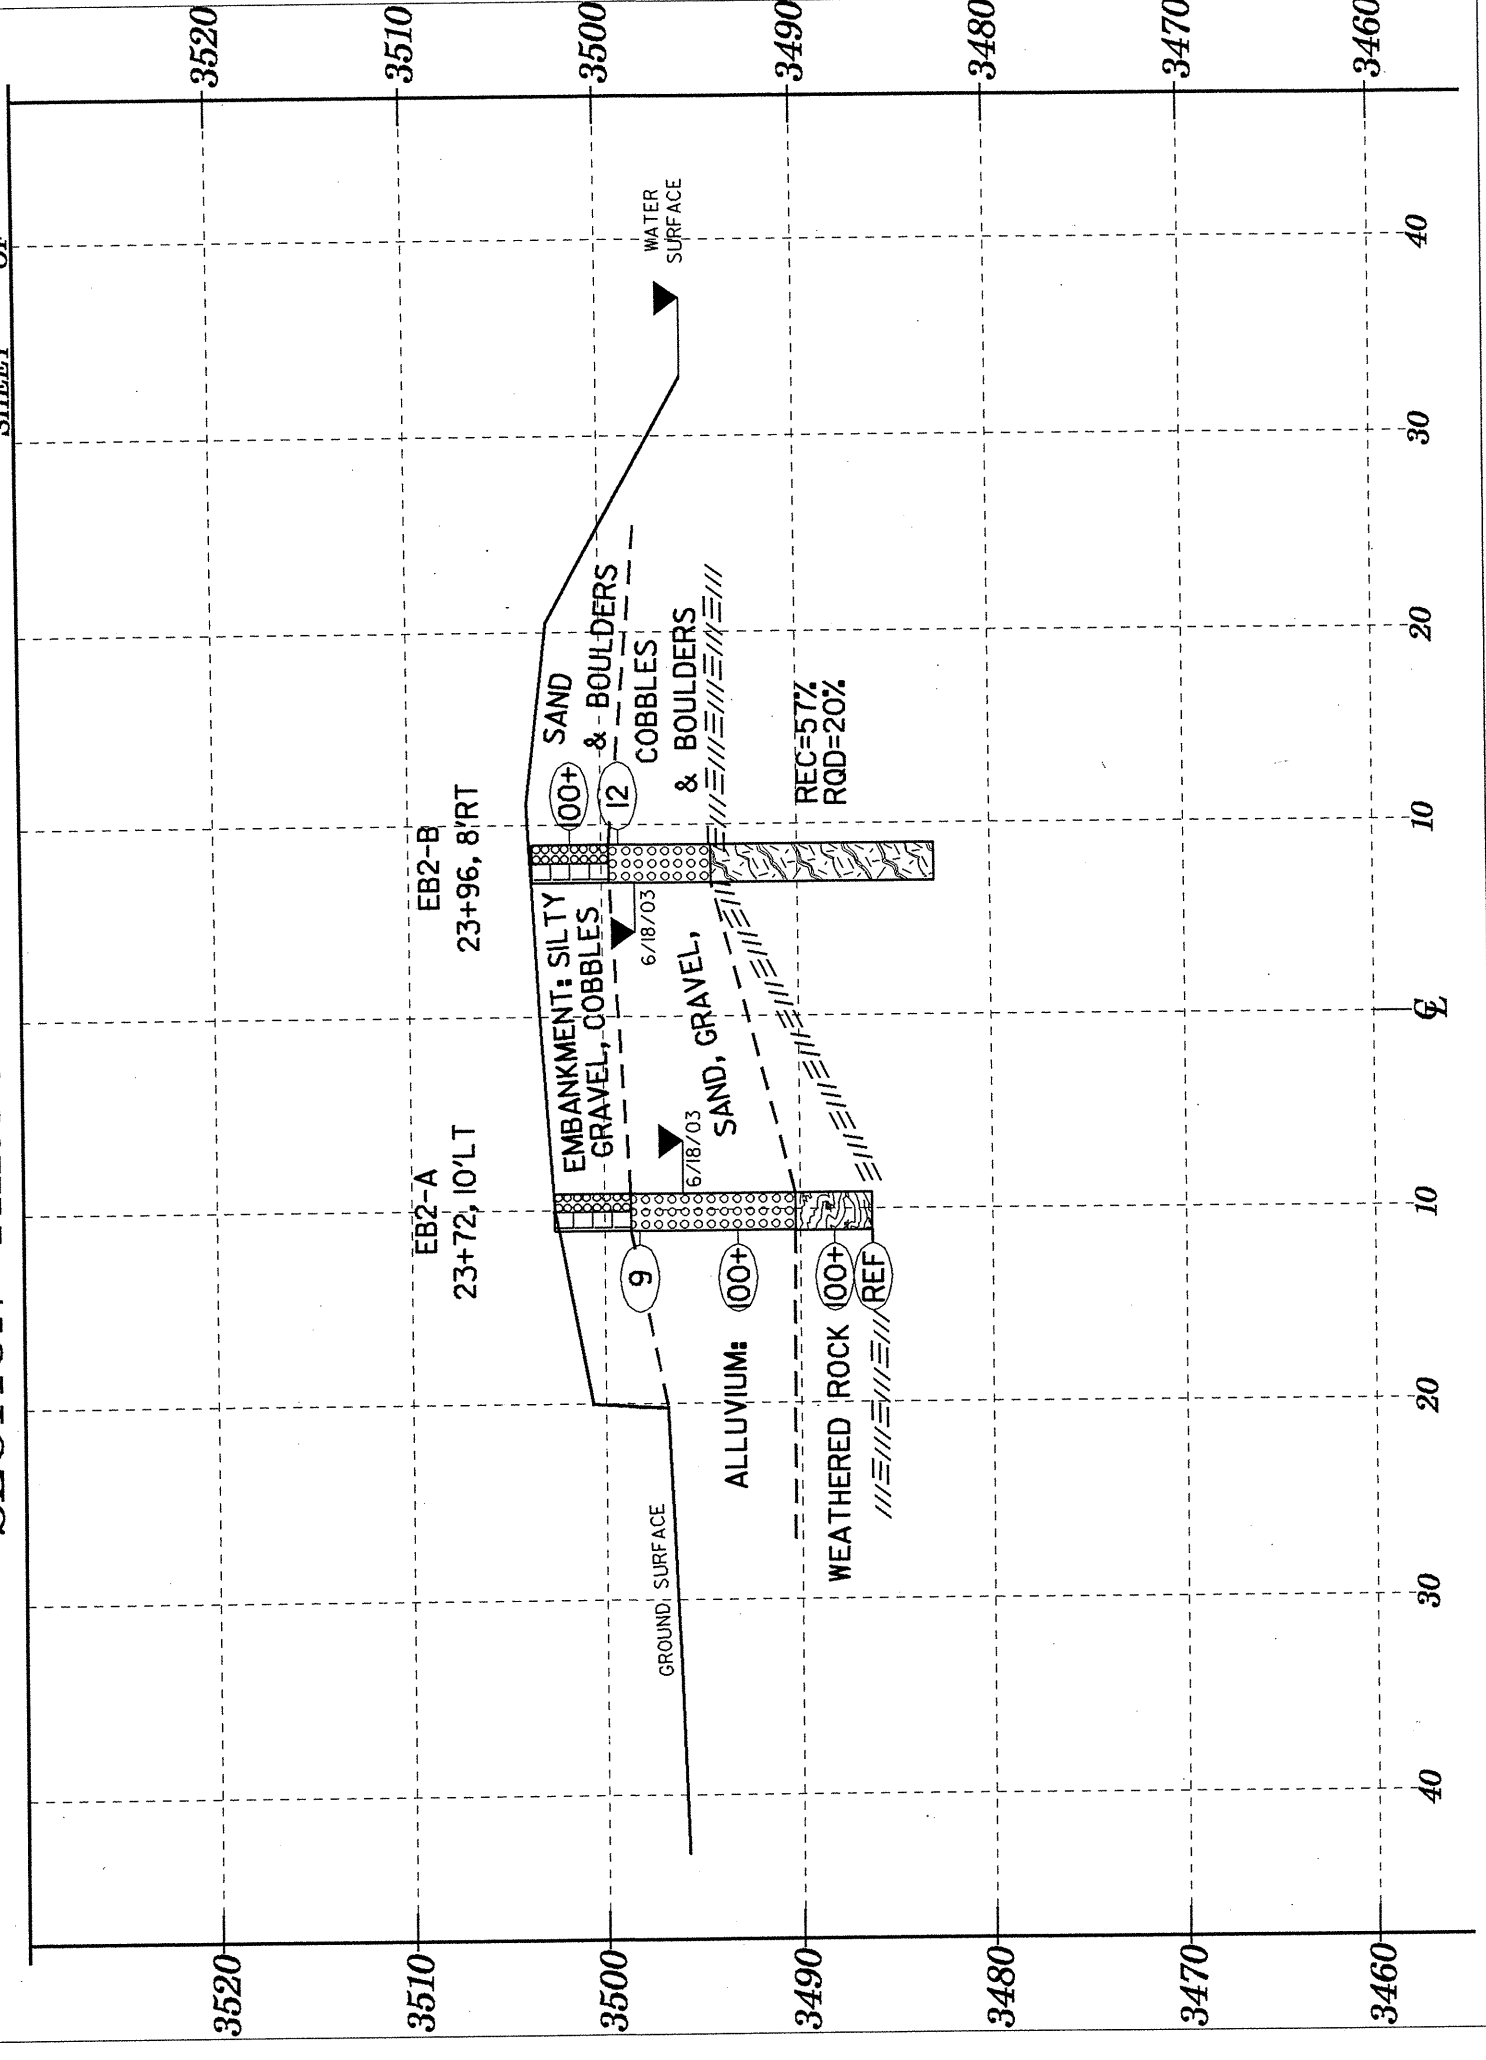 SHEET OF
3520
3510
3500
3490
3480
3470
3460
EB2-A
23+72, 10'LT
EB2-B
23+96, 8'RT
EMBANKMENT: SILTY SAND
GRAVEL, COBBLES & BOULDERS
100+
12
9
100+
100+
REF
6/18/03
6/18/03
SAND, GRAVEL, COBBLES
& BOULDERS
ALLUVIUM:
WEATHERED ROCK
REC=57%
RQD=20%
GROUND SURFACE
WATER
SURFACE
3520
3510
3500
3490
3480
3470
3460
40
30
20
10
℄
10
20
30
40